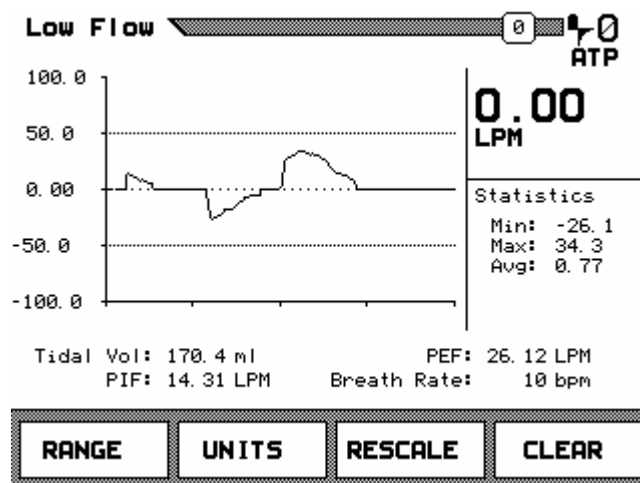 Low Flow 0 0
ATP
100.0
0.00
LPM
50.0
0.00
Statistics
Min: -26.1
Max: 34.3
Avg: 0.77
-50.0
-100.0
Tidal Vol: 170.4 ml PEF: 26.12 LPM
PIF: 14.31 LPM Breath Rate: 10 bpm
RANGE UNITS RESCALE CLEAR